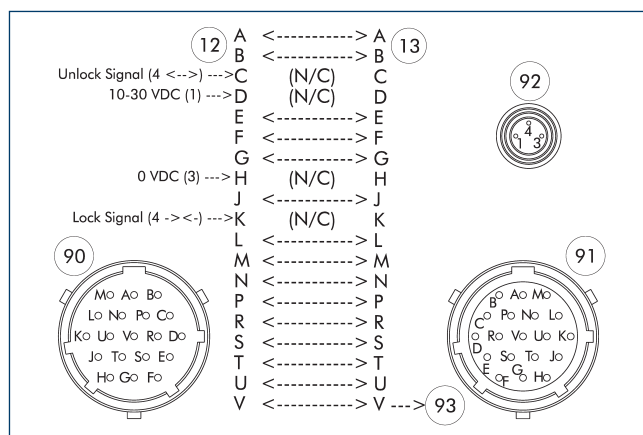 12 13
A <-----------> A
B <-----------> B
Unlock Signal (4 <-->) ---> C (N/C) C
10-30 VDC (1) ---> D (N/C) D
E <-----------> E
F <-----------> F
G <-----------> G
0 VDC (3) ---> H (N/C) H
J <-----------> J
Lock Signal (4 -><-) ---> K (N/C) K
L <-----------> L
M <-----------> M
N <-----------> N
P <-----------> P
R <-----------> R
S <-----------> S
T <-----------> T
U <-----------> U
V <-----------> V ---> 93
92
4
1 3
90
M A B
L N P C
K U V R D
J T S E
H G F
91
B A M
C P N L
D R V U K
E S T J
F G H